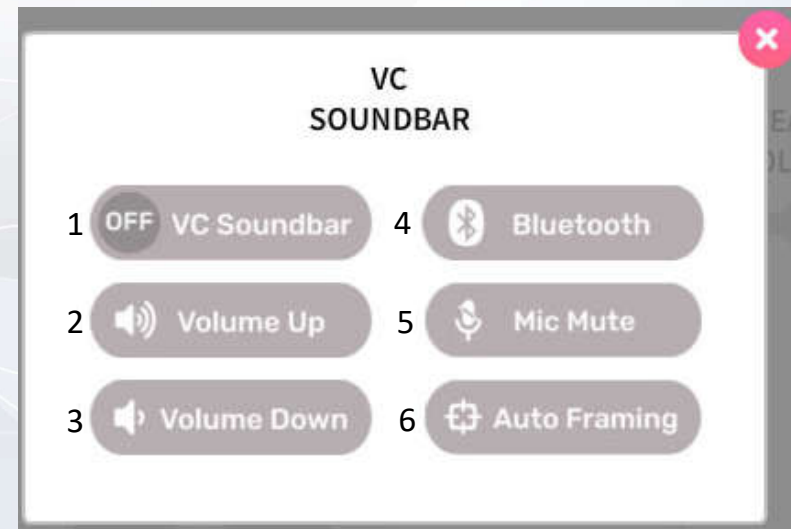 VC
SOUNDBAR
1 OFF VC Soundbar
4 Bluetooth
2 Volume Up
5 Mic Mute
3 Volume Down
6 Auto Framing